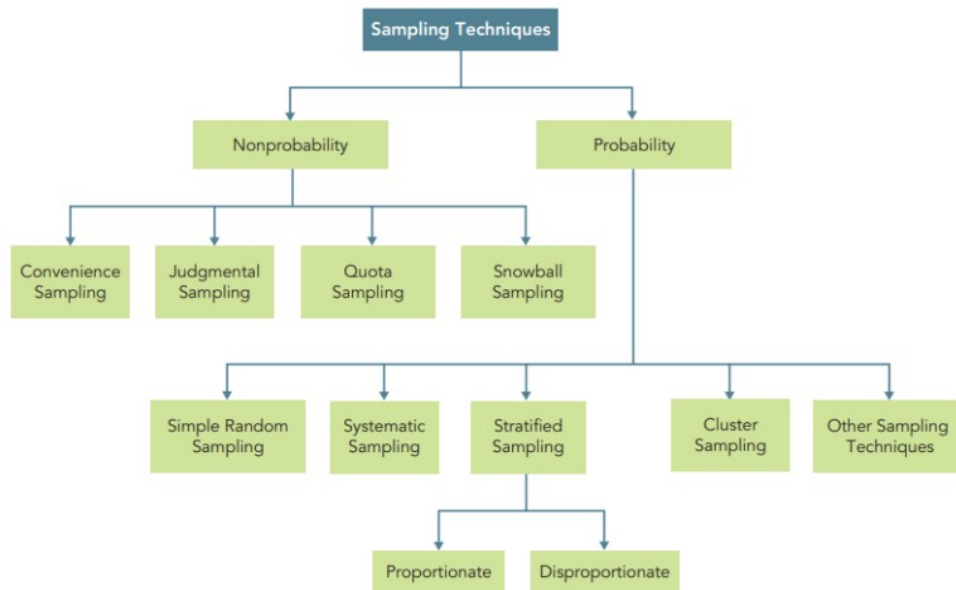 Sampling Techniques
Nonprobability
Probability
Convenience
Sampling
Judgmental
Sampling
Quota
Sampling
Snowball
Sampling
Simple Random
Sampling
Systematic
Sampling
Stratified
Sampling
Cluster
Sampling
Other Sampling
Techniques
Proportionate
Disproportionate